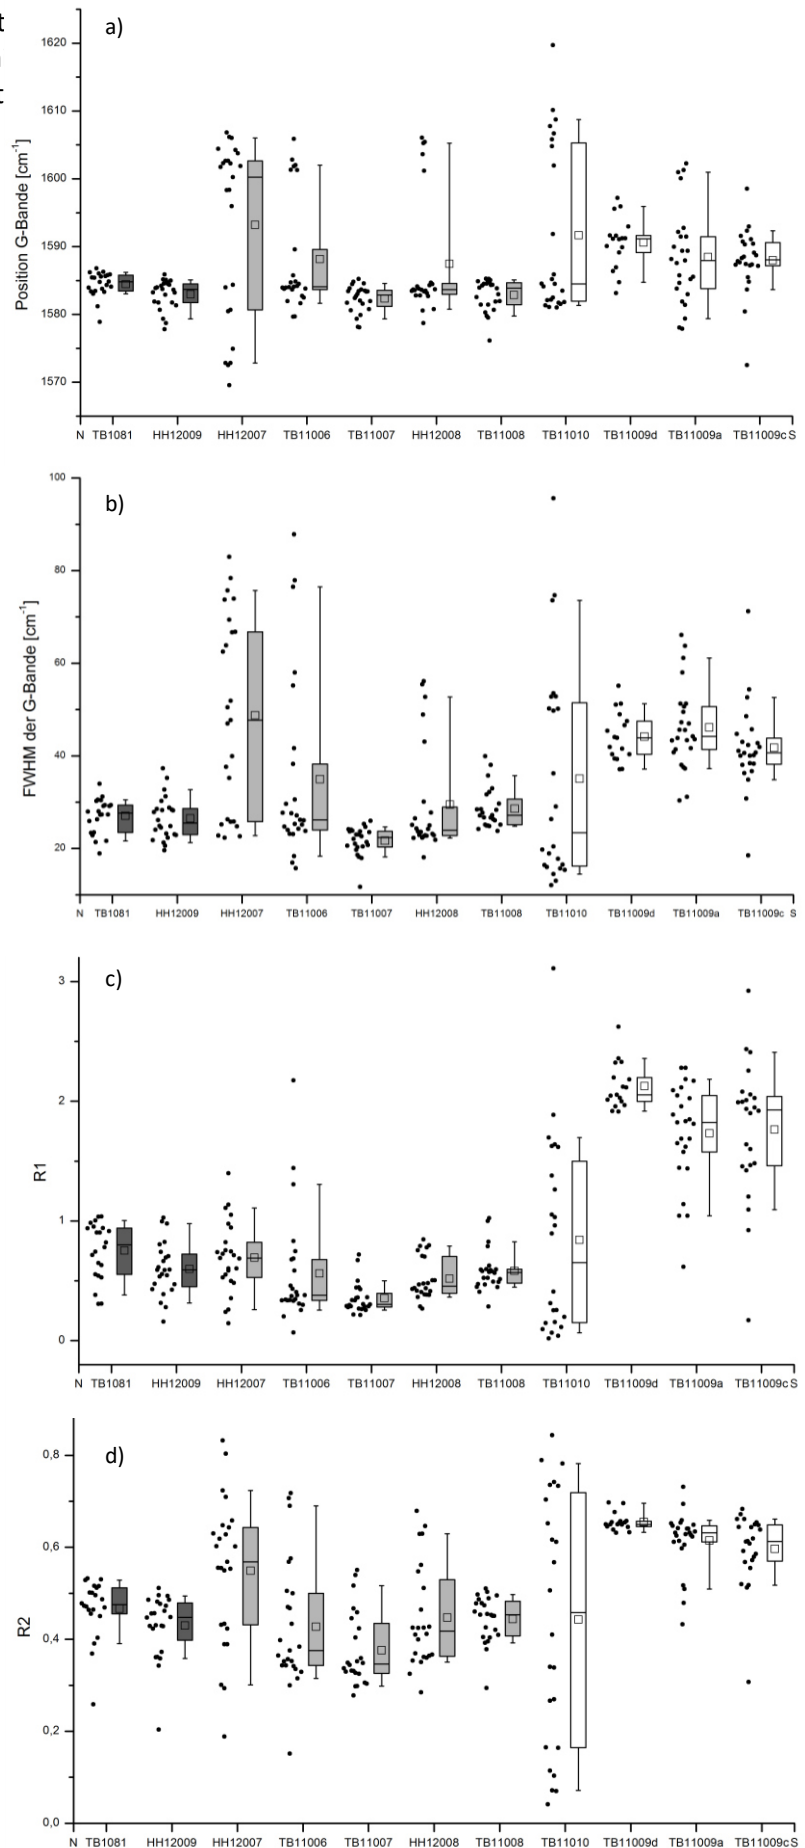 a)
1620
1610
1600
1590
1580
1570
Position G-Bande [cm⁻¹]
N TB1081 HH12009 HH12007 TB11006 TB11007 HH12008 TB11008 TB11010 TB11009d TB11009a TB11009c S
b)
100
80
60
40
20
FWHM der G-Bande [cm⁻¹]
N TB1081 HH12009 HH12007 TB11006 TB11007 HH12008 TB11008 TB11010 TB11009d TB11009a TB11009c S
c)
3
2
1
0
R1
N TB1081 HH12009 HH12007 TB11006 TB11007 HH12008 TB11008 TB11010 TB11009d TB11009a TB11009c S
d)
0,8
0,6
0,4
0,2
0,0
R2
N TB1081 HH12009 HH12007 TB11006 TB11007 HH12008 TB11008 TB11010 TB11009d TB11009a TB11009c S